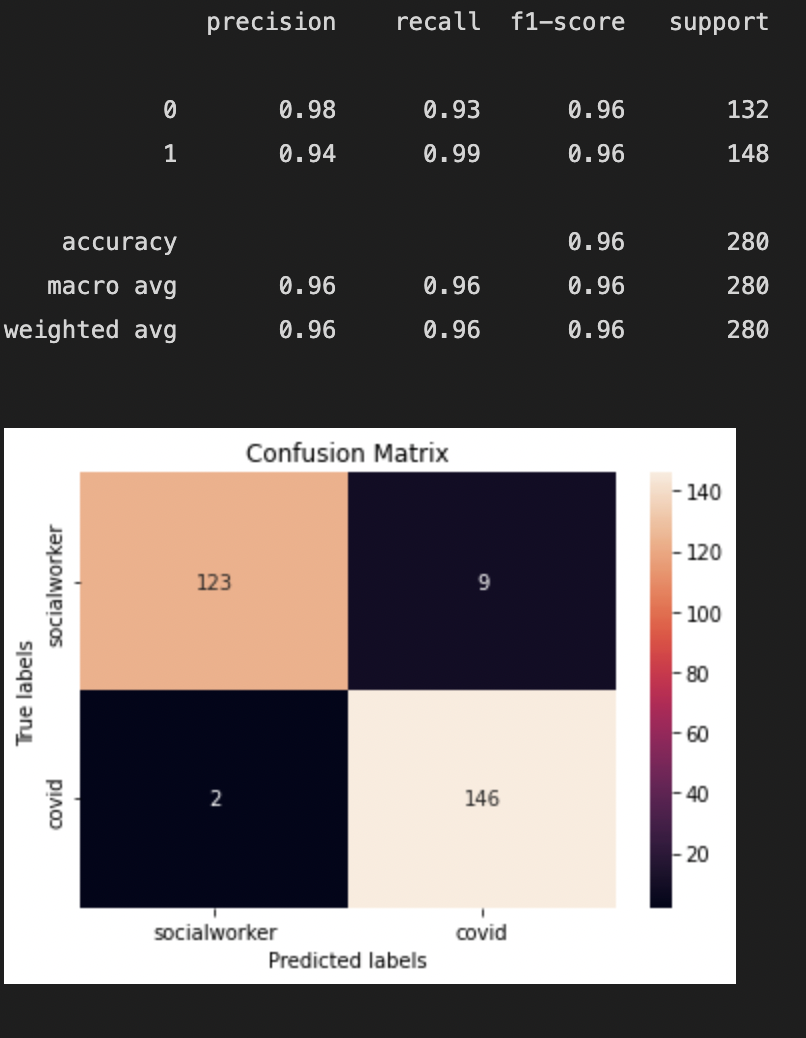 precision recall f1-score support
0 0.98 0.93 0.96 132
1 0.94 0.99 0.96 148
accuracy 0.96 280
macro avg 0.96 0.96 0.96 280
weighted avg 0.96 0.96 0.96 280
Confusion Matrix
True labels
socialworker
covid
123 9
2 146
socialworker covid
Predicted labels
140
120
100
80
60
40
20